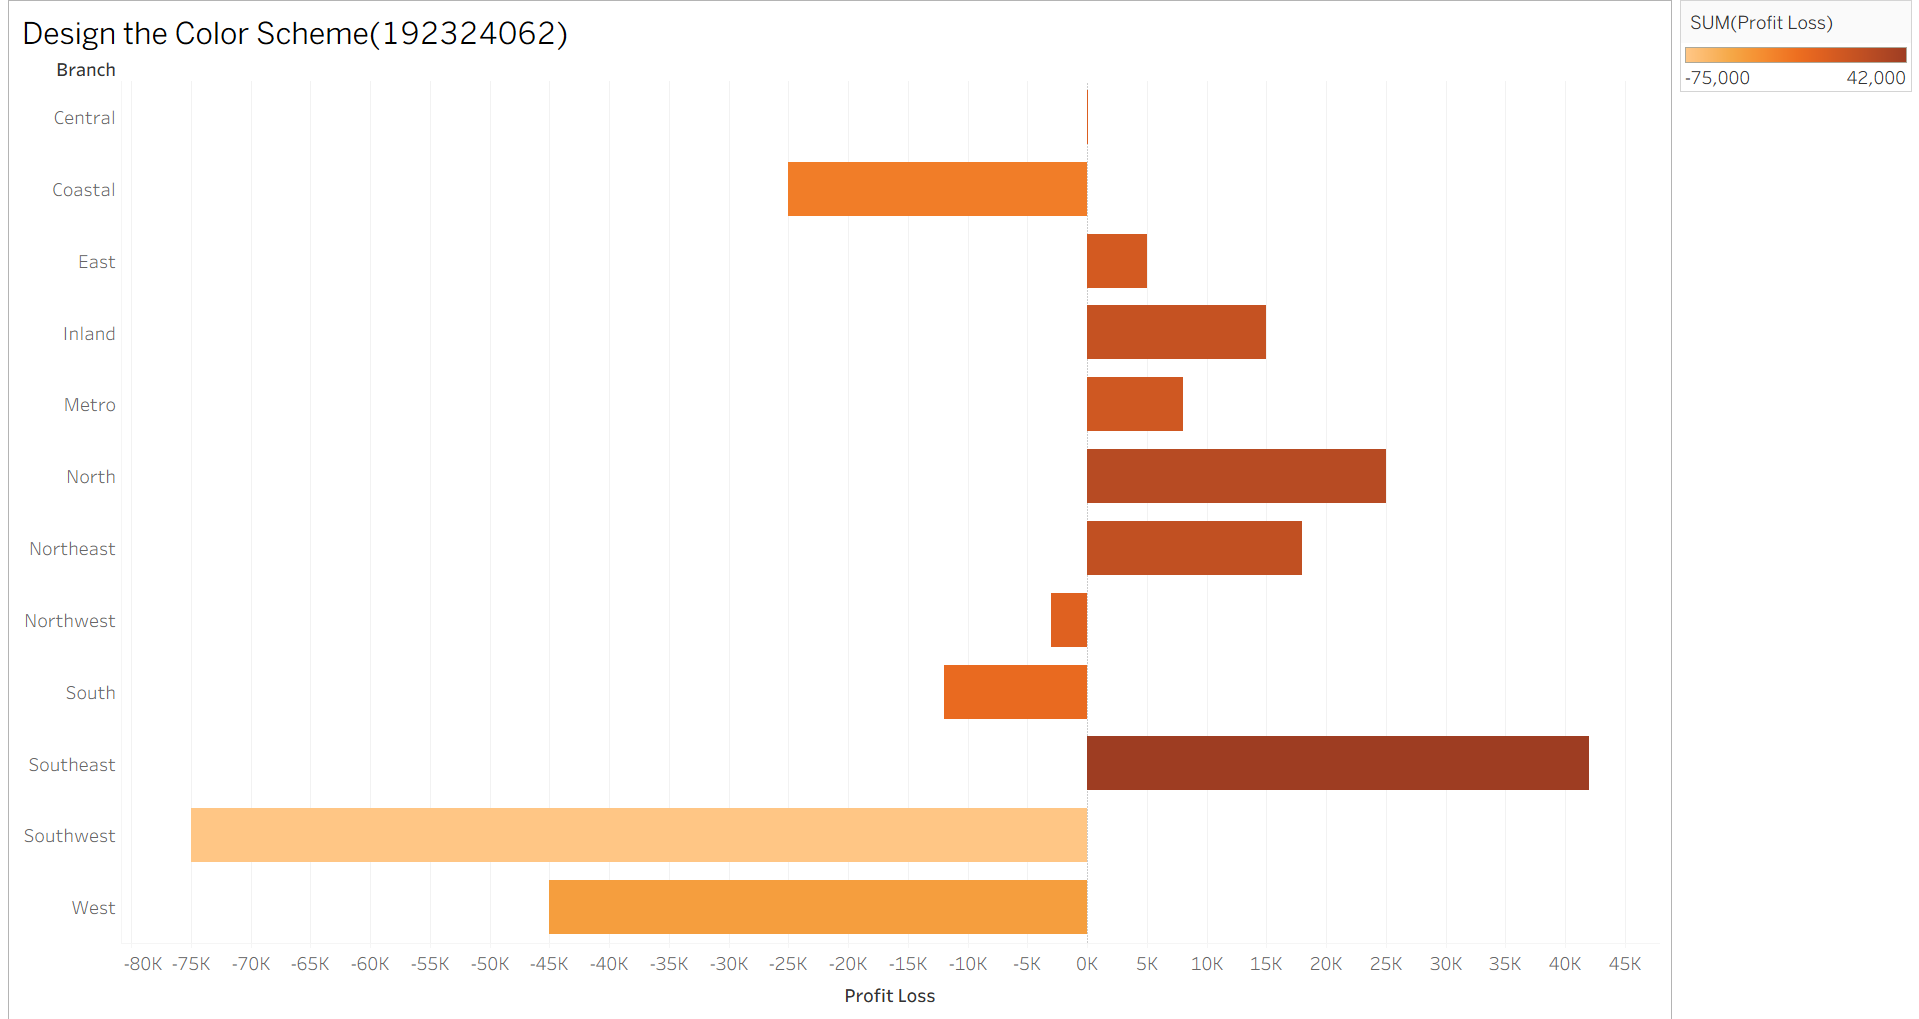 Design the Color Scheme(192324062)
SUM(Profit Loss)
-75,000 42,000
Branch
Central
Coastal
East
Inland
Metro
North
Northeast
Northwest
South
Southeast
Southwest
West
-80K -75K -70K -65K -60K -55K -50K -45K -40K -35K -30K -25K -20K -15K -10K -5K 0K 5K 10K 15K 20K 25K 30K 35K 40K 45K
Profit Loss